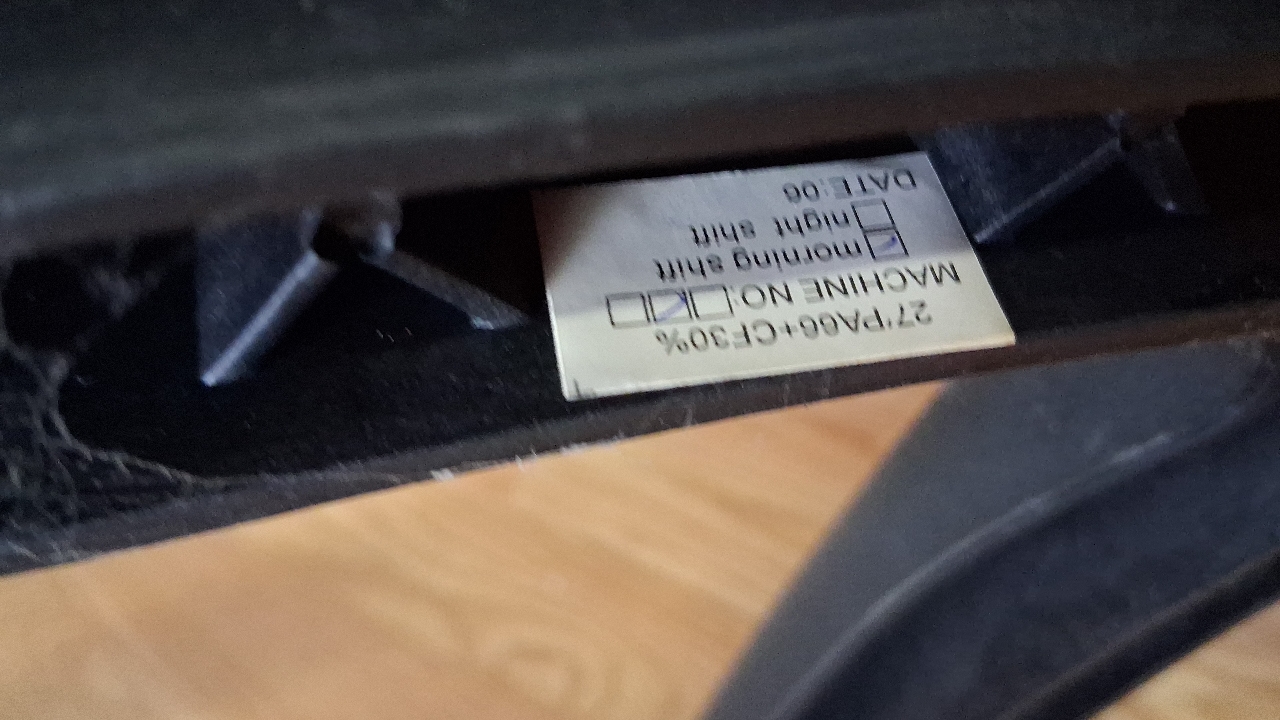 27'PA66+CF30%
MACHINE NO:
morning shift
night shift
DATE:06